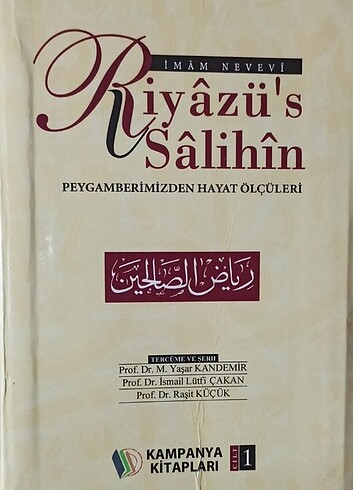 İMÂM NEVEVÎ
Riyâzü's
Sâlihîn
PEYGAMBERİMİZDEN HAYAT ÖLÇÜLERİ
رياض الصالحين
TERCÜME VE ŞERH
Prof. Dr. M. Yaşar KANDEMİR
Prof. Dr. İsmail Lütfi ÇAKAN
Prof. Dr. Raşit KÜÇÜK
KAMPANYA
KİTAPLARI
CİLT 1